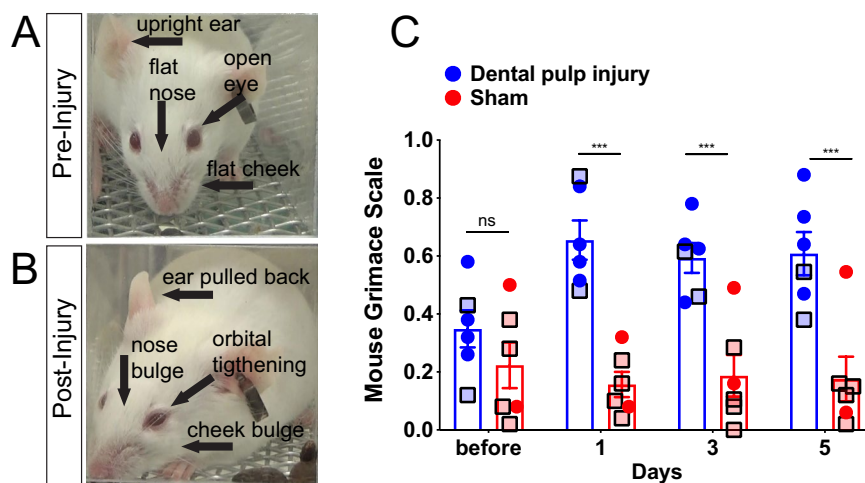 A
Pre-Injury
upright ear
flat
nose
open
eye
flat cheek
B
Post-Injury
ear pulled back
nose
bulge
orbital
tigthening
cheek bulge
C
Dental pulp injury
Sham
Mouse Grimace Scale
1.0
0.8
0.6
0.4
0.2
0.0
ns
***
***
***
before
1
3
5
Days